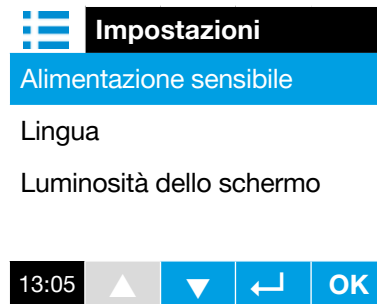 Impostazioni
Alimentazione sensibile
Lingua
Luminosità dello schermo
13:05 OK